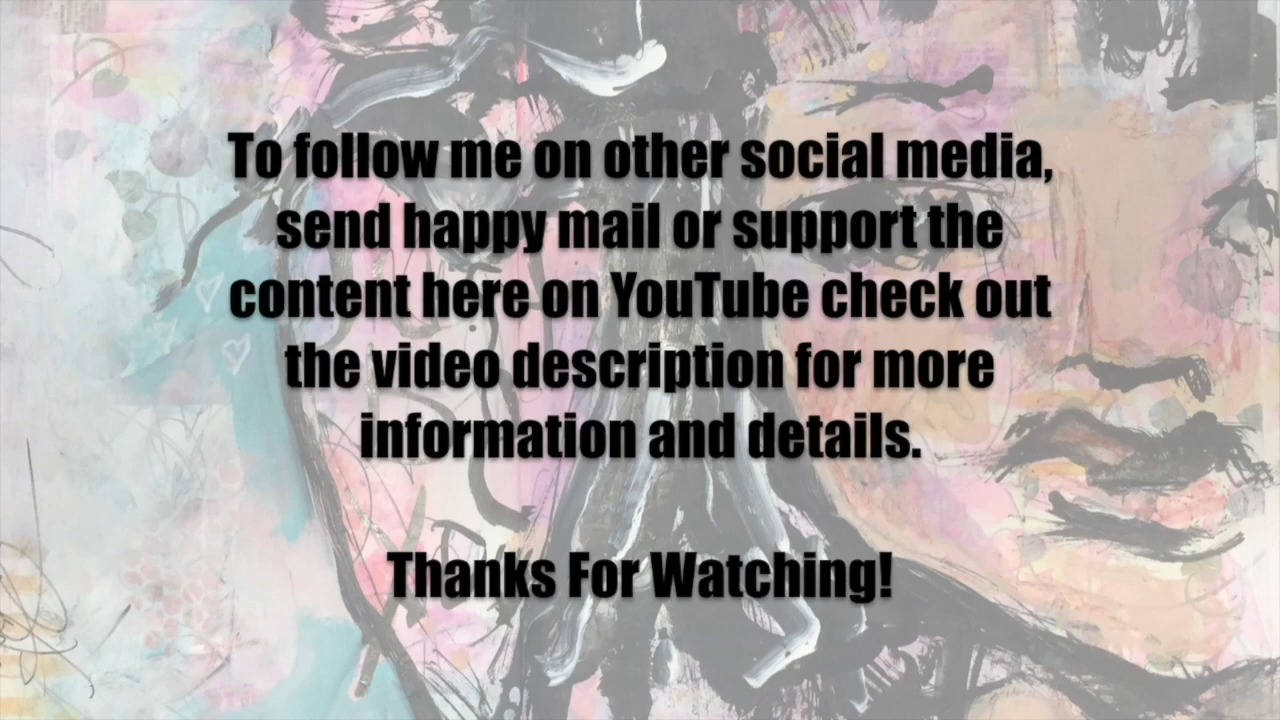 To follow me on other social media,
send happy mail or support the
content here on YouTube check out
the video description for more
information and details.
Thanks For Watching!